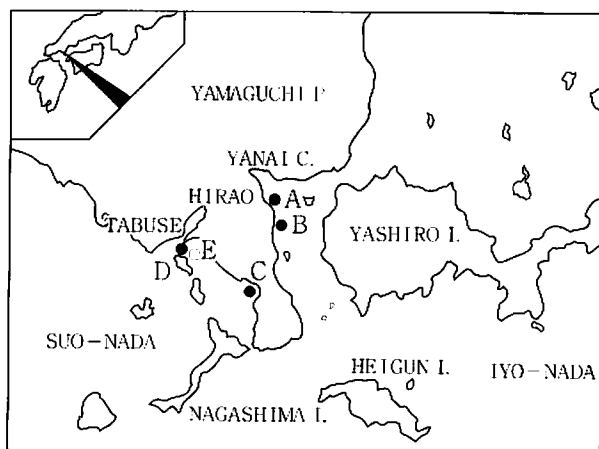 YAMAGUCHI P.
YANAI C.
HIRAO
A
B
TABUSE
YASHIRO I.
D
E
C
SUO-NADA
HEIGUN I.
IYO-NADA
NAGASHIMA I.